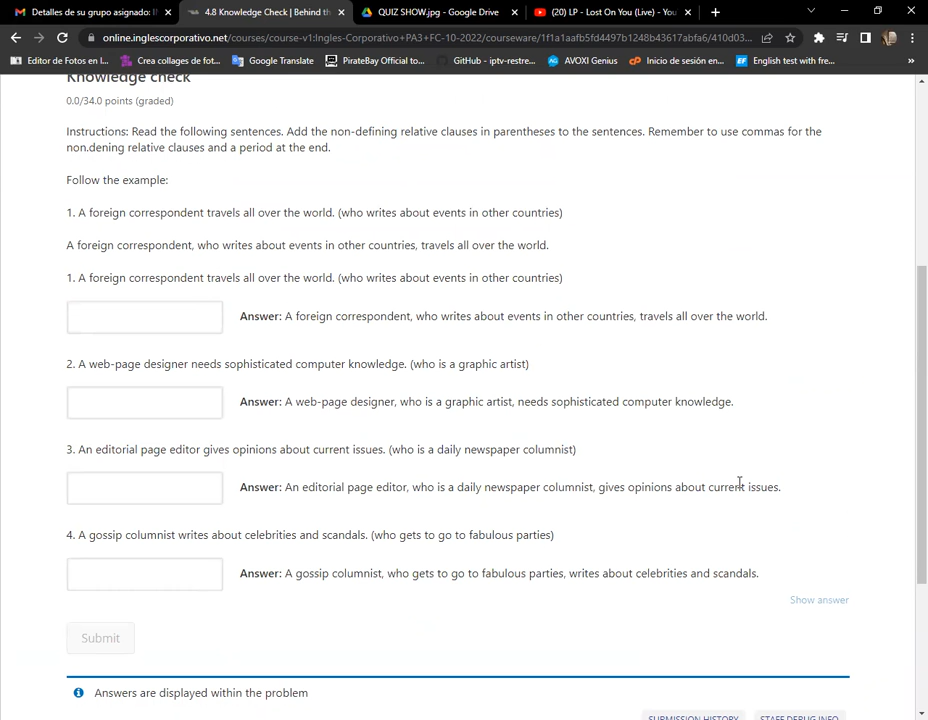 Detalles de su grupo asignado: I
4.8 Knowledge Check | Behind th
QUIZ SHOW.jpg - Google Drive
(20) LP - Lost On You (Live) - You
online.inglescorporativo.net/courses/course-v1:Ingles-Corporativo+PA3+FC-10-2022/courseware/1f1a1aafb5fd4497b1248b43617abfa6/410d03...
Editor de Fotos en l...
Crea collages de fot...
Google Translate
PirateBay Official to...
GitHub - iptv-restre...
AVOXI Genius
Inicio de sesión en...
English test with fre...
Knowledge check
0.0/34.0 points (graded)
Instructions: Read the following sentences. Add the non-defining relative clauses in parentheses to the sentences. Remember to use commas for the
non.dening relative clauses and a period at the end.
Follow the example:
1. A foreign correspondent travels all over the world. (who writes about events in other countries)
A foreign correspondent, who writes about events in other countries, travels all over the world.
1. A foreign correspondent travels all over the world. (who writes about events in other countries)
Answer: A foreign correspondent, who writes about events in other countries, travels all over the world.
2. A web-page designer needs sophisticated computer knowledge. (who is a graphic artist)
Answer: A web-page designer, who is a graphic artist, needs sophisticated computer knowledge.
3. An editorial page editor gives opinions about current issues. (who is a daily newspaper columnist)
Answer: An editorial page editor, who is a daily newspaper columnist, gives opinions about current issues.
4. A gossip columnist writes about celebrities and scandals. (who gets to go to fabulous parties)
Answer: A gossip columnist, who gets to go to fabulous parties, writes about celebrities and scandals.
Show answer
Submit
Answers are displayed within the problem
SUBMISSION HISTORY
STAFF DEBUG INFO